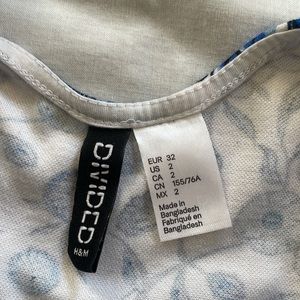 DIVIDED
H&M
EUR 32
US 2
CA 2
CN 155/76A
MX 2
Made in
Bangladesh
Fabriqué en
Bangladesh